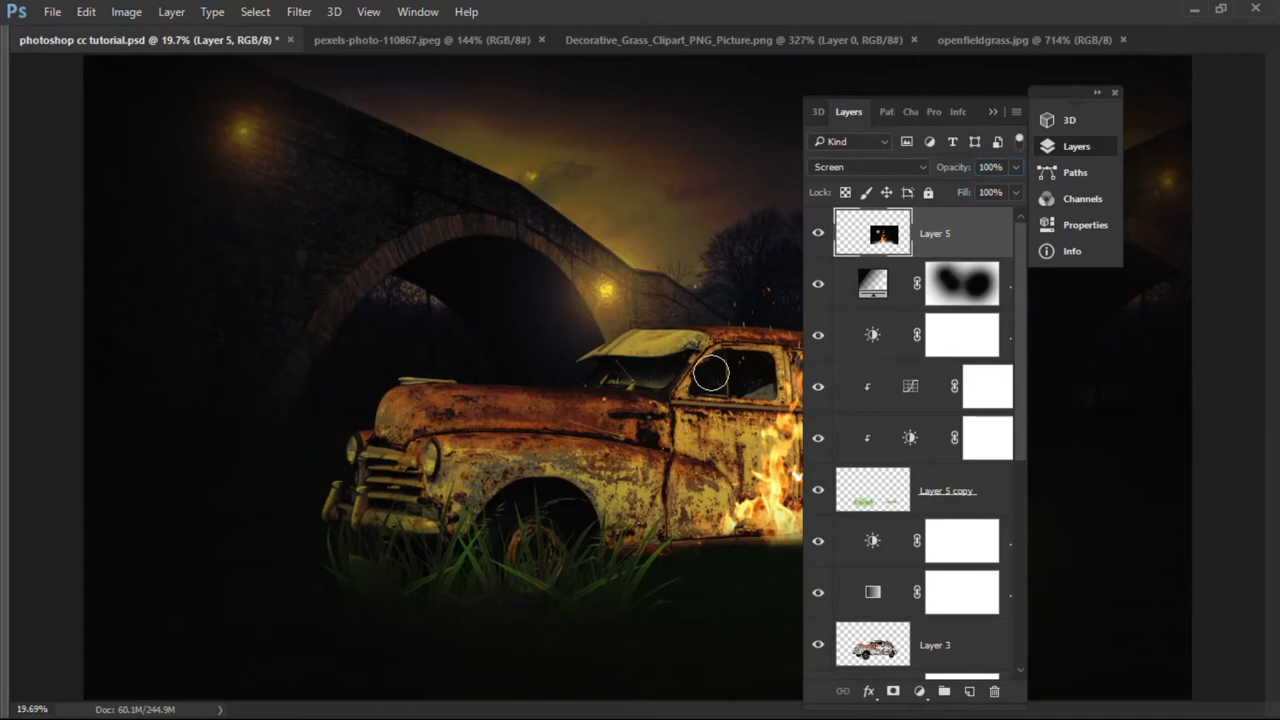 Ps File Edit Image Layer Type Select Filter 3D View Window Help
photoshop cc tutorial.psd @ 19.7% (Layer 5, RGB/8) * × pexels-photo-110867.jpeg @ 144% (RGB/8#) × Decorative_Grass_Clipart_PNG_Picture.png @ 327% (Layer 0, RGB/8#) × openfieldgrass.jpg @ 714% (RGB/8) ×
3D Layers Pat Cha Pro Infc
Kind
Screen Opacity: 100%
Lock: Fill: 100%
Layer 5
Layer 5 copy
Layer 3
3D
Layers
Paths
Channels
Properties
Info
fx
19.69% Doc: 60.1M/244.9M